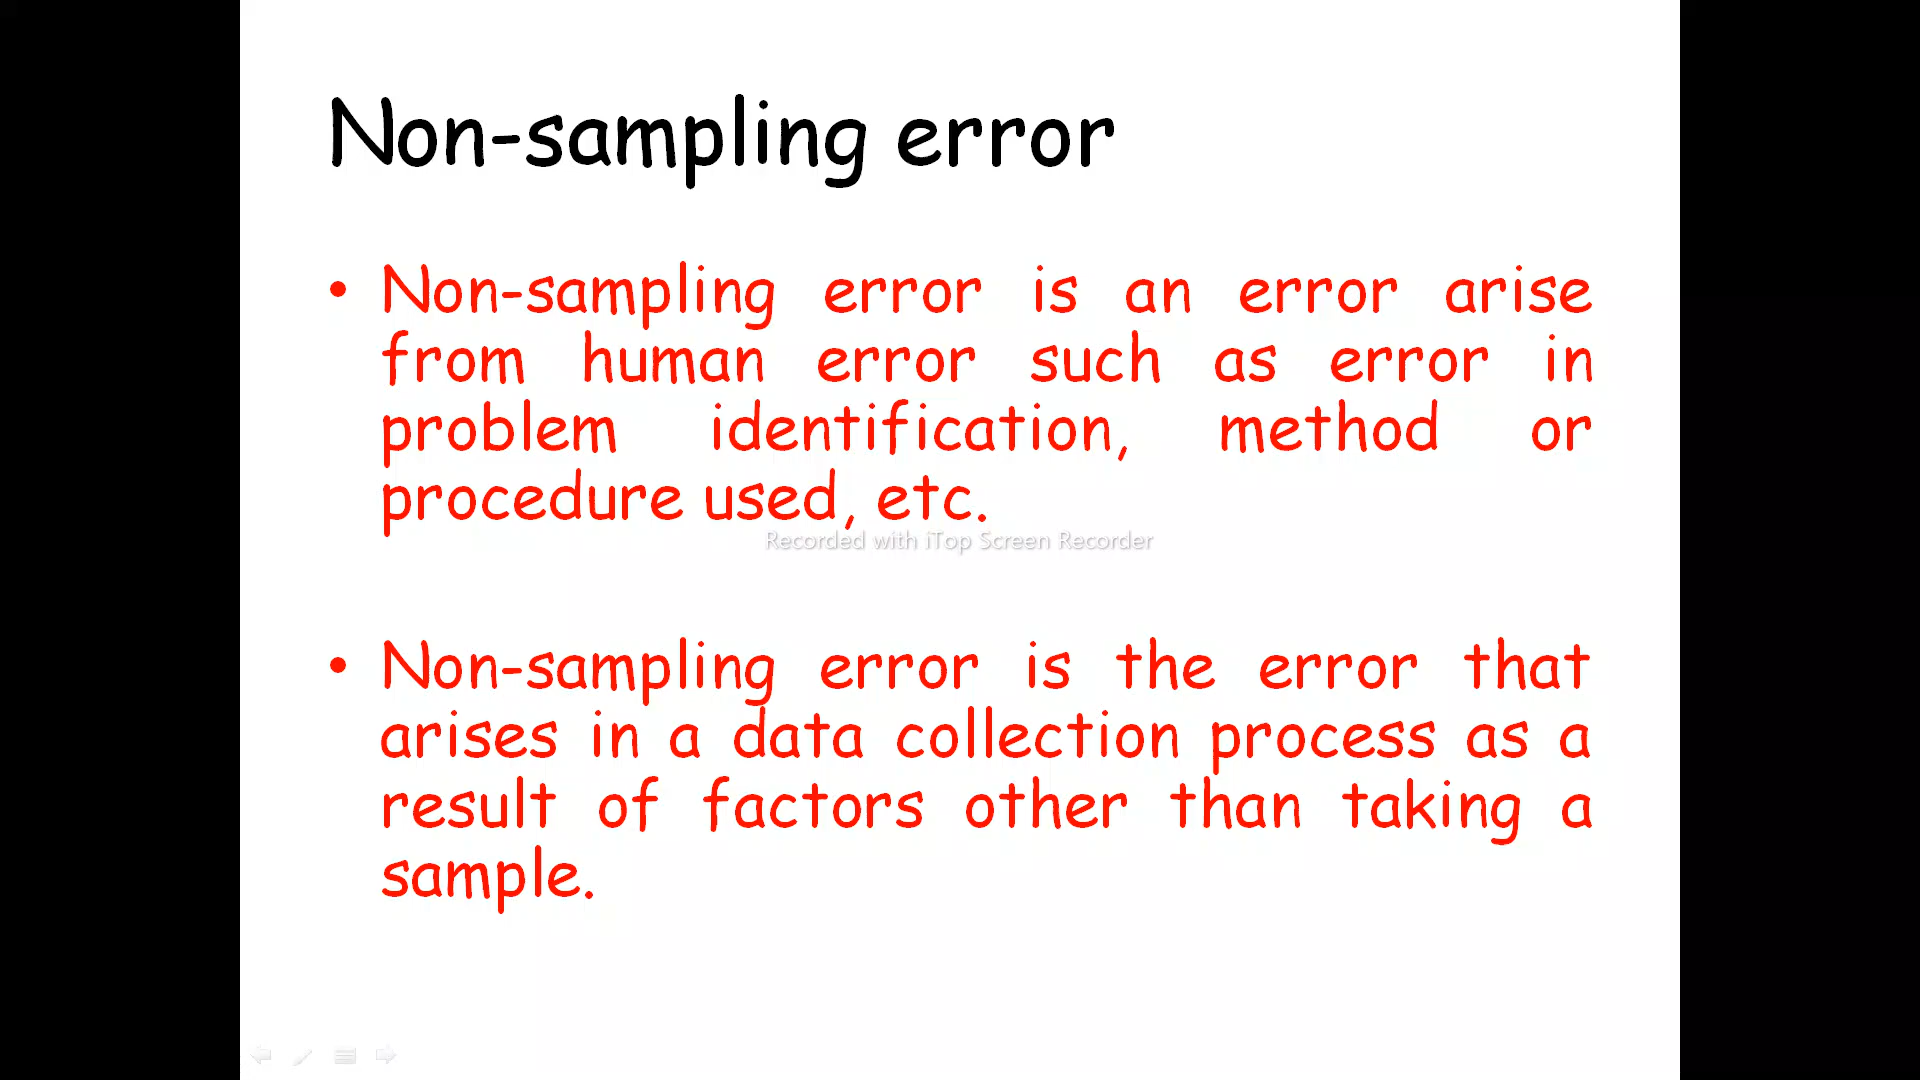 Non-sampling error
• Non-sampling error is an error arise
from human error such as error in
problem identification, method or
procedure used, etc.
Recorded with iTop Screen Recorder
• Non-sampling error is the error that
arises in a data collection process as a
result of factors other than taking a
sample.